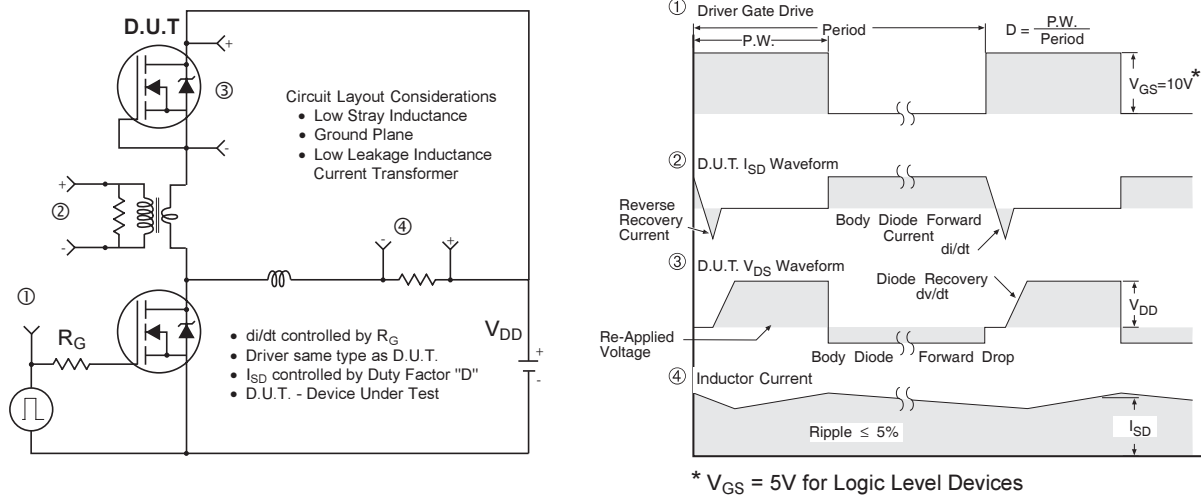 D.U.T
+
③
-
Circuit Layout Considerations
• Low Stray Inductance
• Ground Plane
• Low Leakage Inductance
Current Transformer
+
②
-
④
- +
①
R_G
V_DD
+
-
• di/dt controlled by R_G
• Driver same type as D.U.T.
• I_SD controlled by Duty Factor "D"
• D.U.T. - Device Under Test
① Driver Gate Drive
Period
P.W.
D = P.W.
Period
V_GS=10V*
② D.U.T. I_SD Waveform
Reverse
Recovery
Current
Body Diode Forward
Current
di/dt
③ D.U.T. V_DS Waveform
Diode Recovery
dv/dt
V_DD
Re-Applied
Voltage
Body Diode Forward Drop
④ Inductor Current
Ripple ≤ 5%
I_SD
* V_GS = 5V for Logic Level Devices